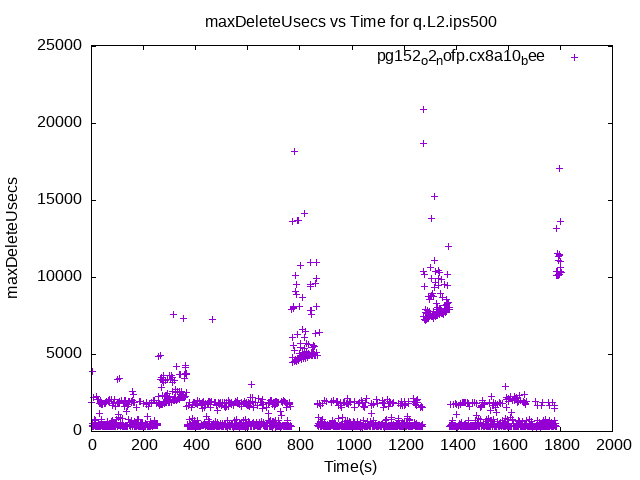 maxDeleteUsecs vs Time for q.L2.ips500
25000
pg152o2nofp.cx8a10bee
20000
15000
maxDeleteUsecs
10000
5000
0
0 200 400 600 800 1000 1200 1400 1600 1800 2000
Time(s)